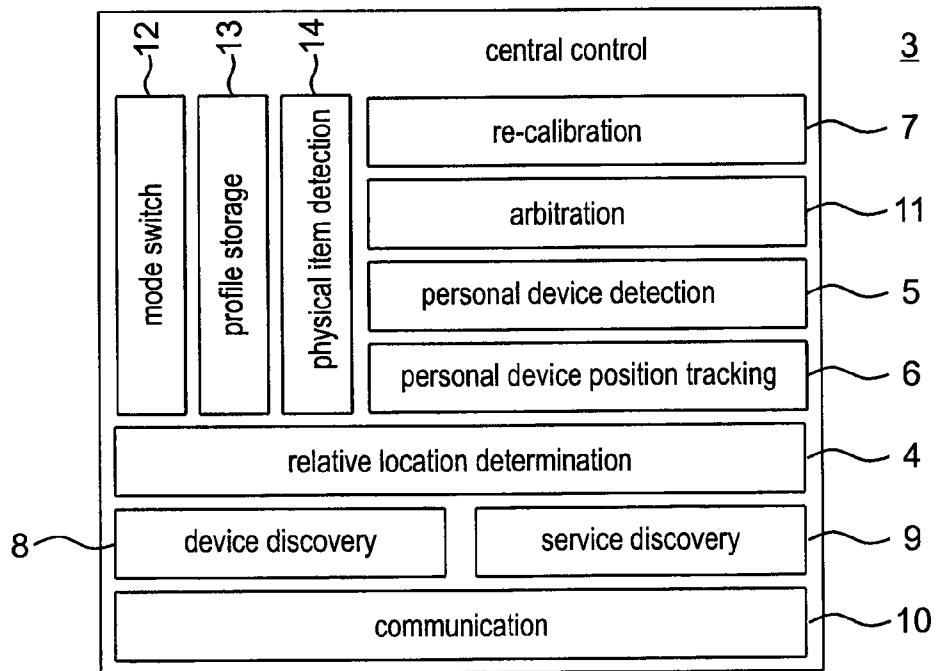 12
13
14
central control
3
mode switch
profile storage
physical item detection
re-calibration
7
arbitration
11
personal device detection
5
personal device position tracking
6
relative location determination
4
8
device discovery
service discovery
9
communication
10